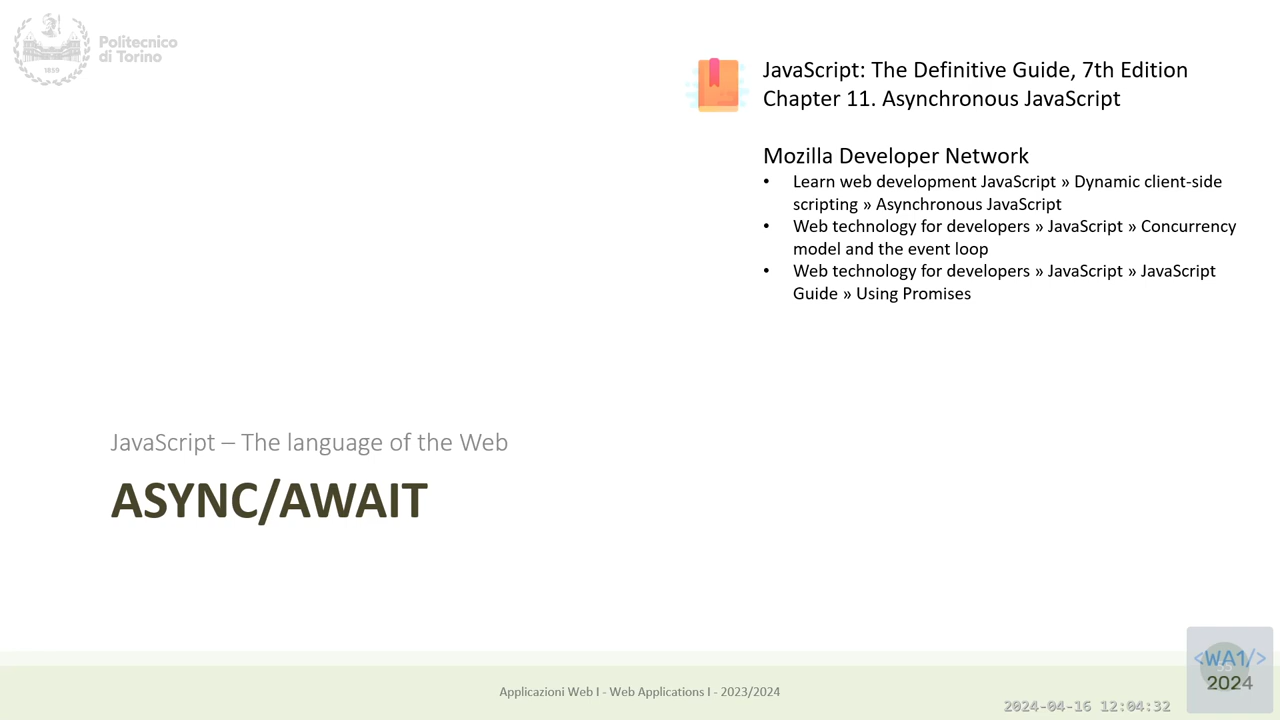 Politecnico
di Torino
1859
JavaScript: The Definitive Guide, 7th Edition
Chapter 11. Asynchronous JavaScript
Mozilla Developer Network
• Learn web development JavaScript » Dynamic client-side
scripting » Asynchronous JavaScript
• Web technology for developers » JavaScript » Concurrency
model and the event loop
• Web technology for developers » JavaScript » JavaScript
Guide » Using Promises
JavaScript – The language of the Web
ASYNC/AWAIT
Applicazioni Web I - Web Applications I - 2023/2024
2024-04-16 12:04:32
<WA1/>
2024